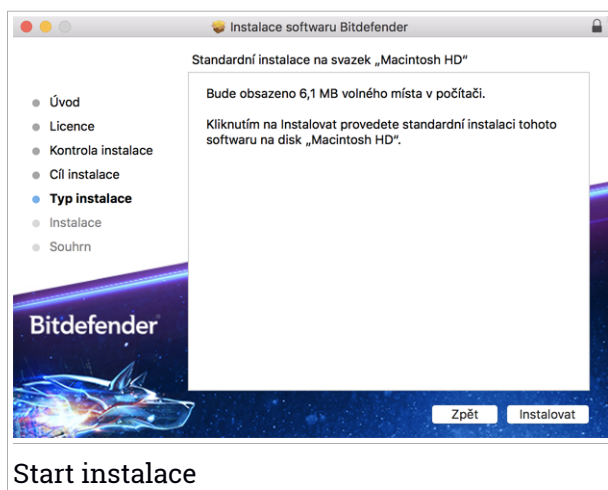 Instalace softwaru Bitdefender
Standardní instalace na svazek „Macintosh HD“
Úvod
Licence
Kontrola instalace
Cíl instalace
Typ instalace
Instalace
Souhrn
Bude obsazeno 6,1 MB volného místa v počítači.
Kliknutím na Instalovat provedete standardní instalaci tohoto
softwaru na disk „Macintosh HD“.
Bitdefender
Zpět
Instalovat
Start instalace